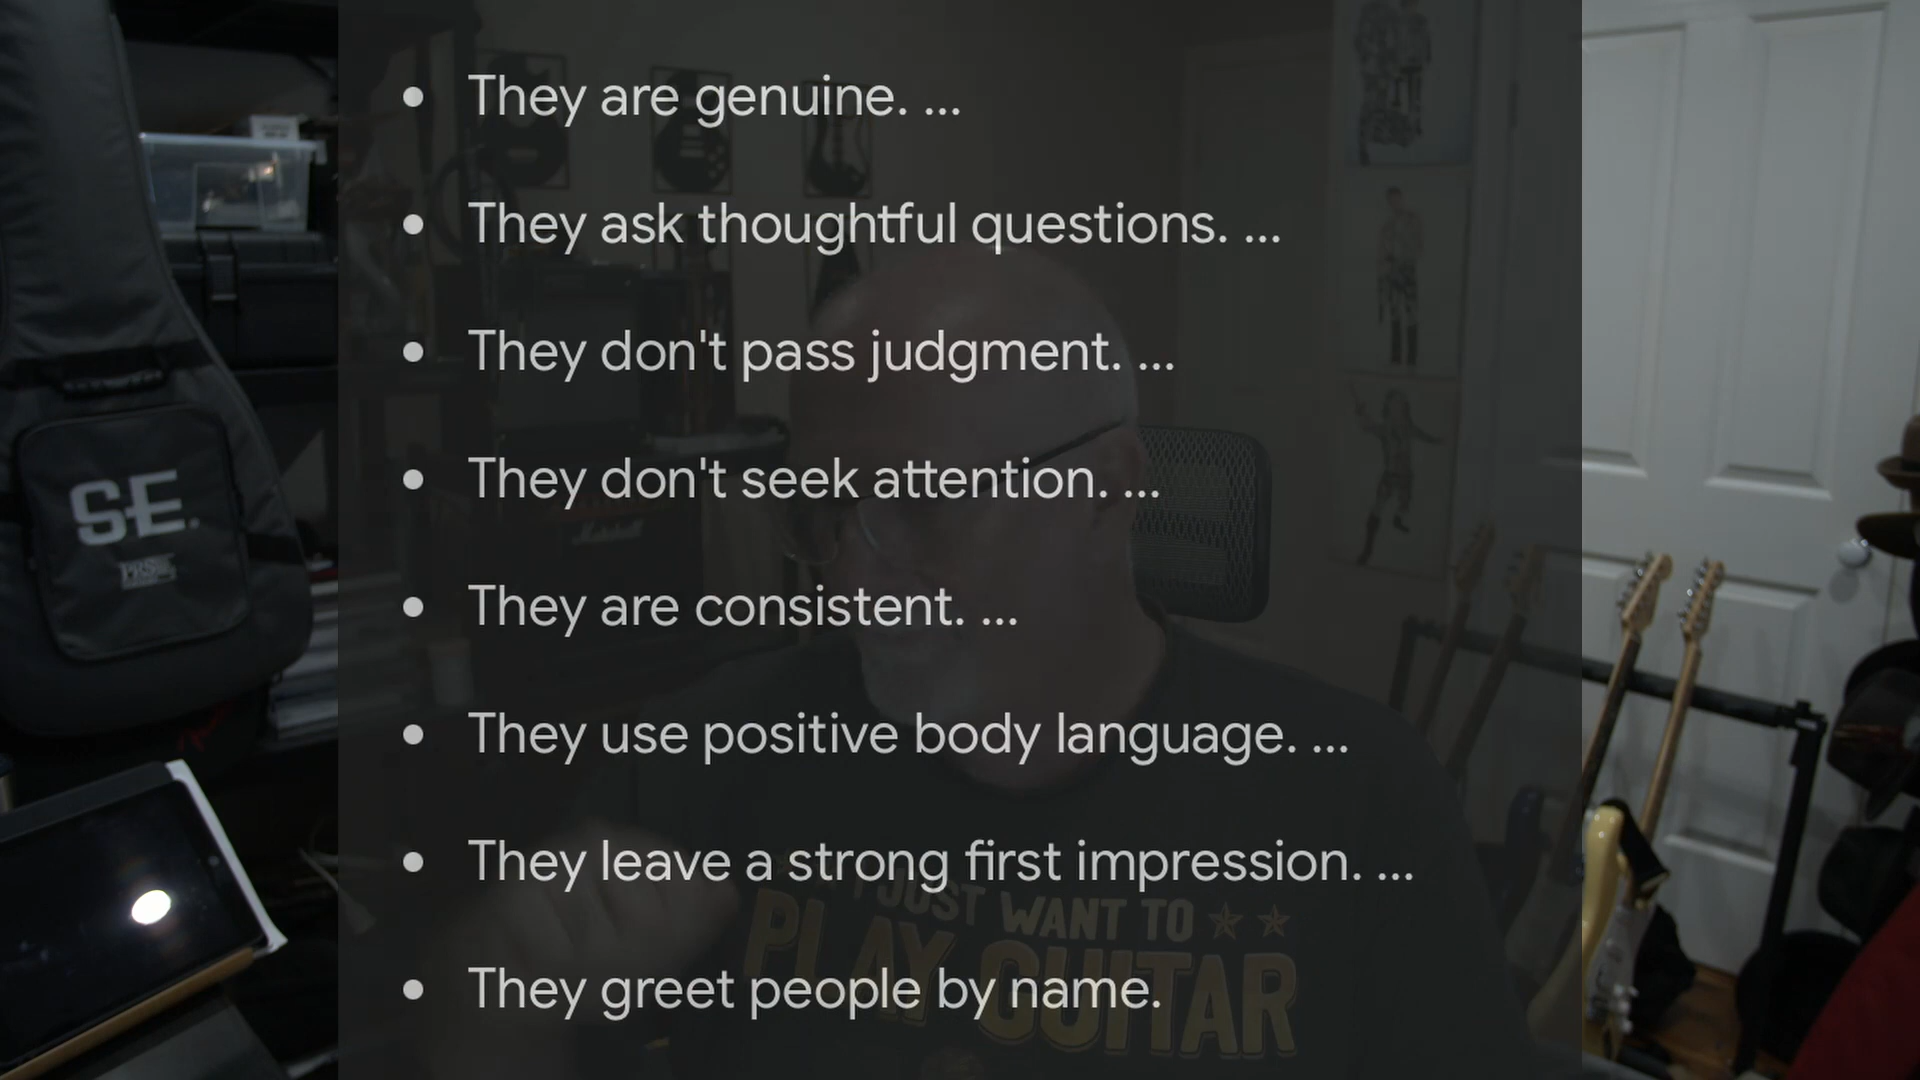 • They are genuine. ...
• They ask thoughtful questions. ...
• They don't pass judgment. ...
• They don't seek attention. ...
• They are consistent. ...
• They use positive body language. ...
• They leave a strong first impression. ...
• They greet people by name.
SE.
PRS
Marshall
I JUST WANT TO
PLAY GUITAR